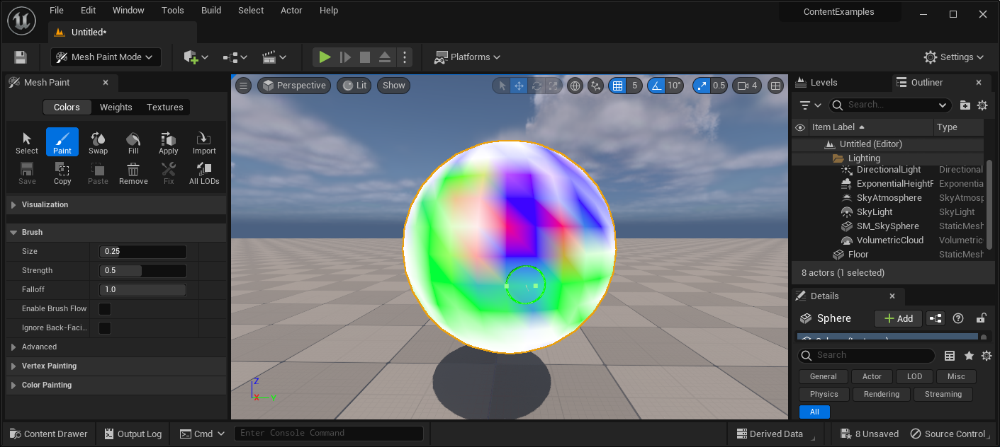 File Edit Window Tools Build Select Actor Help
ContentExamples
Untitled*
Mesh Paint Mode
Platforms
Settings
Mesh Paint
Colors Weights Textures
Select Paint Swap Fill Apply Import
Save Copy Paste Remove Fix All LODs
Visualization
Brush
Size 0.25
Strength 0.5
Falloff 1.0
Enable Brush Flow
Ignore Back-Faci...
Advanced
Vertex Painting
Color Painting
Perspective Lit Show 5 10° 0.5 4
Z
X Y
Levels Outliner
Search...
Item Label Type
Untitled (Editor)
Lighting
DirectionalLight Directional
ExponentialHeightF Exponentia
SkyAtmosphere SkyAtmosp
SkyLight SkyLight
SM_SkySphere StaticMesh
VolumetricCloud Volumetric
Floor StaticMesh
8 actors (1 selected)
Details
Sphere Add
Search
General Actor LOD Misc
Physics Rendering Streaming
All
Content Drawer Output Log Cmd Enter Console Command Derived Data 8 Unsaved Source Control